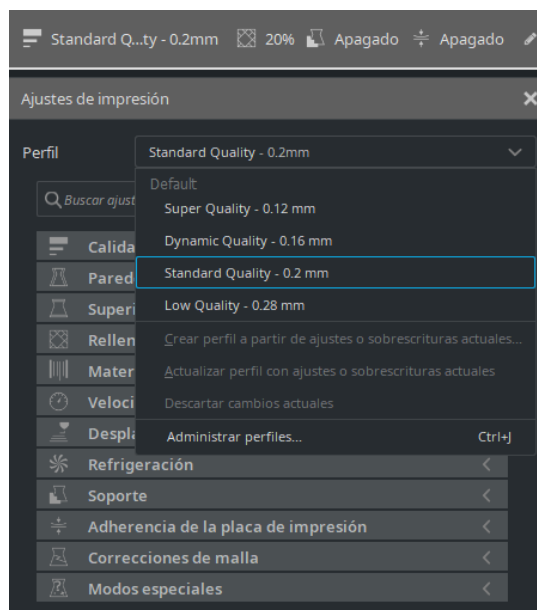 Standard Q...ty - 0.2mm 20% Apagado Apagado
Ajustes de impresión
Perfil Standard Quality - 0.2mm
Default
Buscar ajust
Super Quality - 0.12 mm
Calida
Dynamic Quality - 0.16 mm
Pared
Standard Quality - 0.2 mm
Superi
Low Quality - 0.28 mm
Rellen
Crear perfil a partir de ajustes o sobrescrituras actuales...
Mater
Actualizar perfil con ajustes o sobrescrituras actuales
Veloci
Descartar cambios actuales
Despla
Administrar perfiles... Ctrl+J
Refrigeración
Soporte
Adherencia de la placa de impresión
Correcciones de malla
Modos especiales